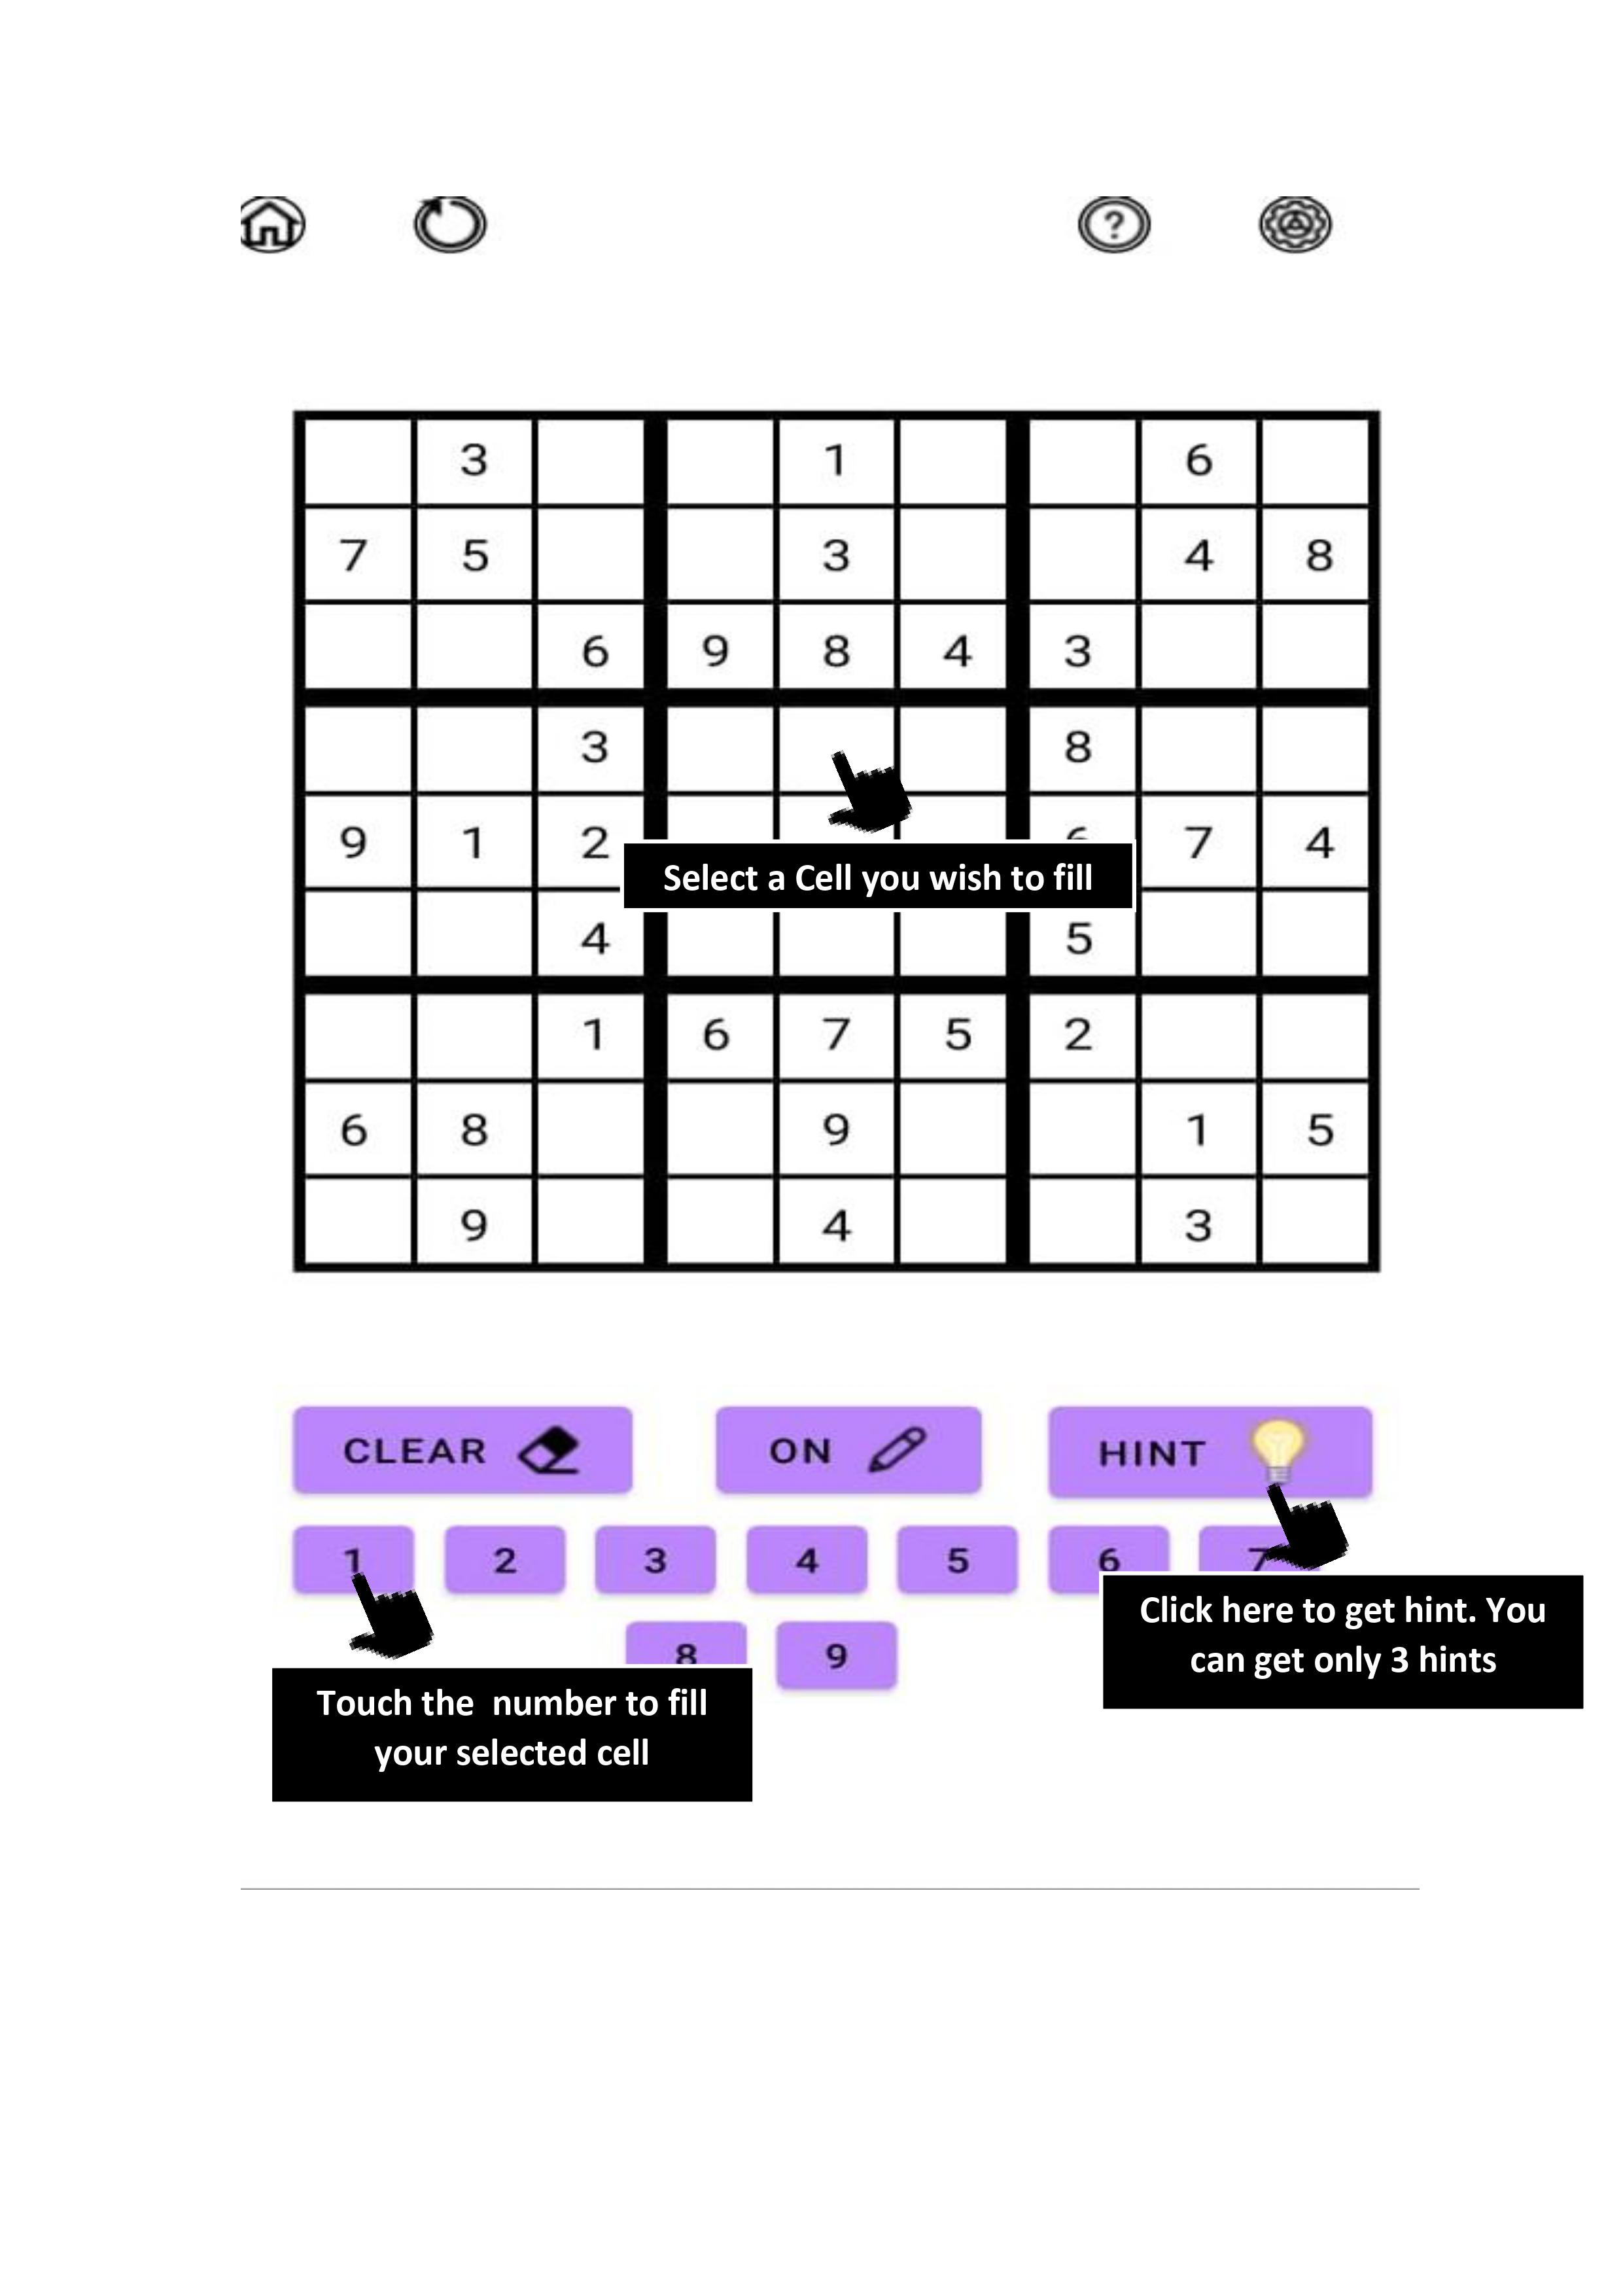 ?
3 1 6
7 5 3 4 8
6 9 8 4 3
3 8
9 1 2 6 7 4
Select a Cell you wish to fill
4 5
1 6 7 5 2
6 8 9 1 5
9 4 3
CLEAR ON HINT
1 2 3 4 5 6 7
8 9
Click here to get hint. You
can get only 3 hints
Touch the number to fill
your selected cell